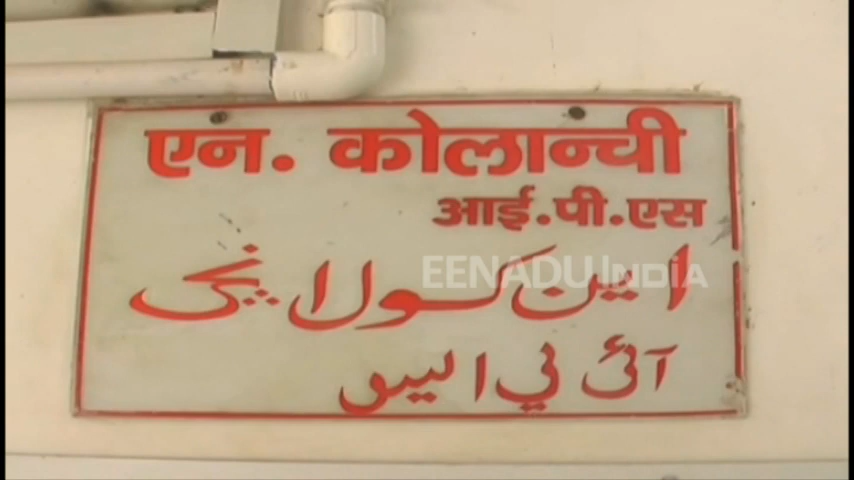 एन. कोलान्ची
आई.पी.एस
این کولانچی
EENADU INDIA
آئی پی ایس